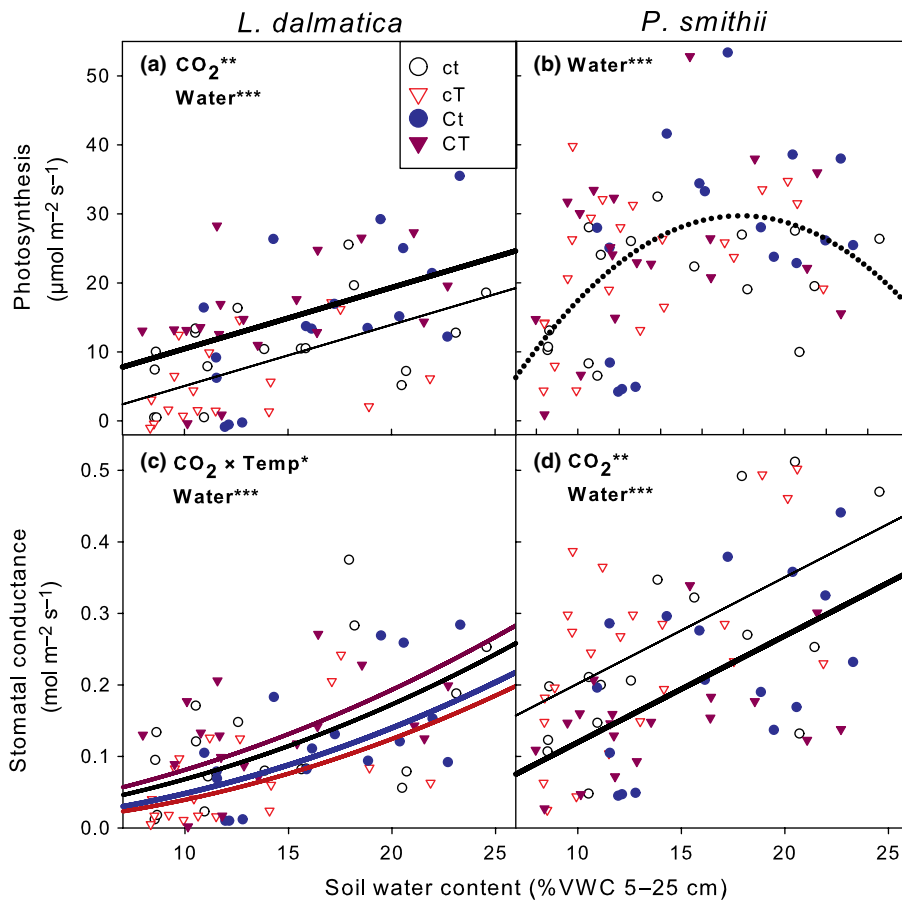 L. dalmatica
P. smithii
(a) CO2**
Water***
ct
cT
Ct
CT
(b) Water***
50
40
30
20
10
0
Photosynthesis
(µmol m−2 s−1)
(c) CO2 × Temp*
Water***
(d) CO2**
Water***
0.5
0.4
0.3
0.2
0.1
0.0
Stomatal conductance
(mol m−2 s−1)
10 15 20 25 10 15 20 25
Soil water content (%VWC 5–25 cm)